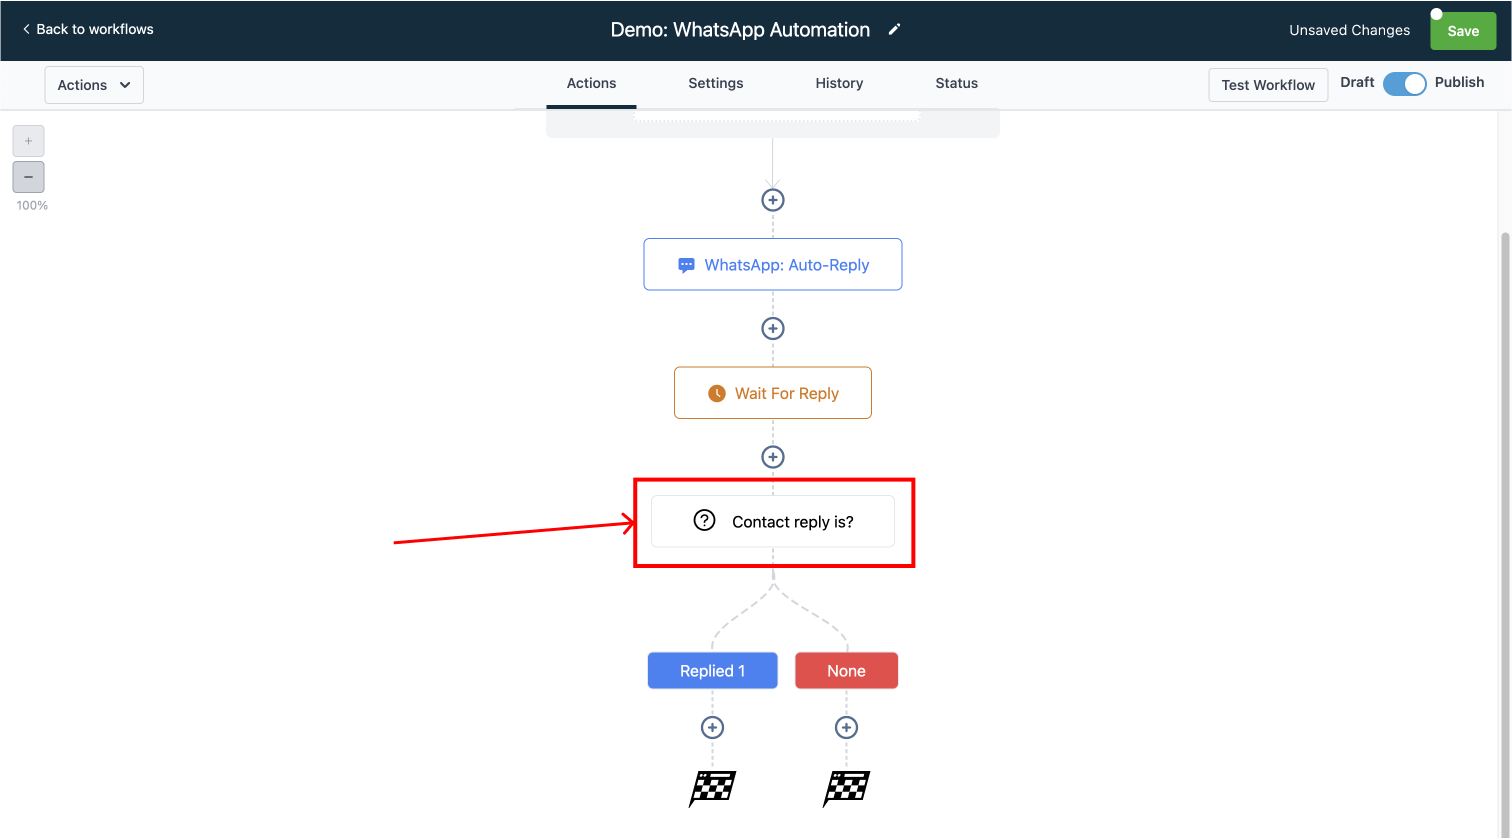 Back to workflows
Demo: WhatsApp Automation
Unsaved Changes
Save
Actions
Actions
Settings
History
Status
Test Workflow
Draft
Publish
+
−
100%
WhatsApp: Auto-Reply
Wait For Reply
Contact reply is?
Replied 1
None